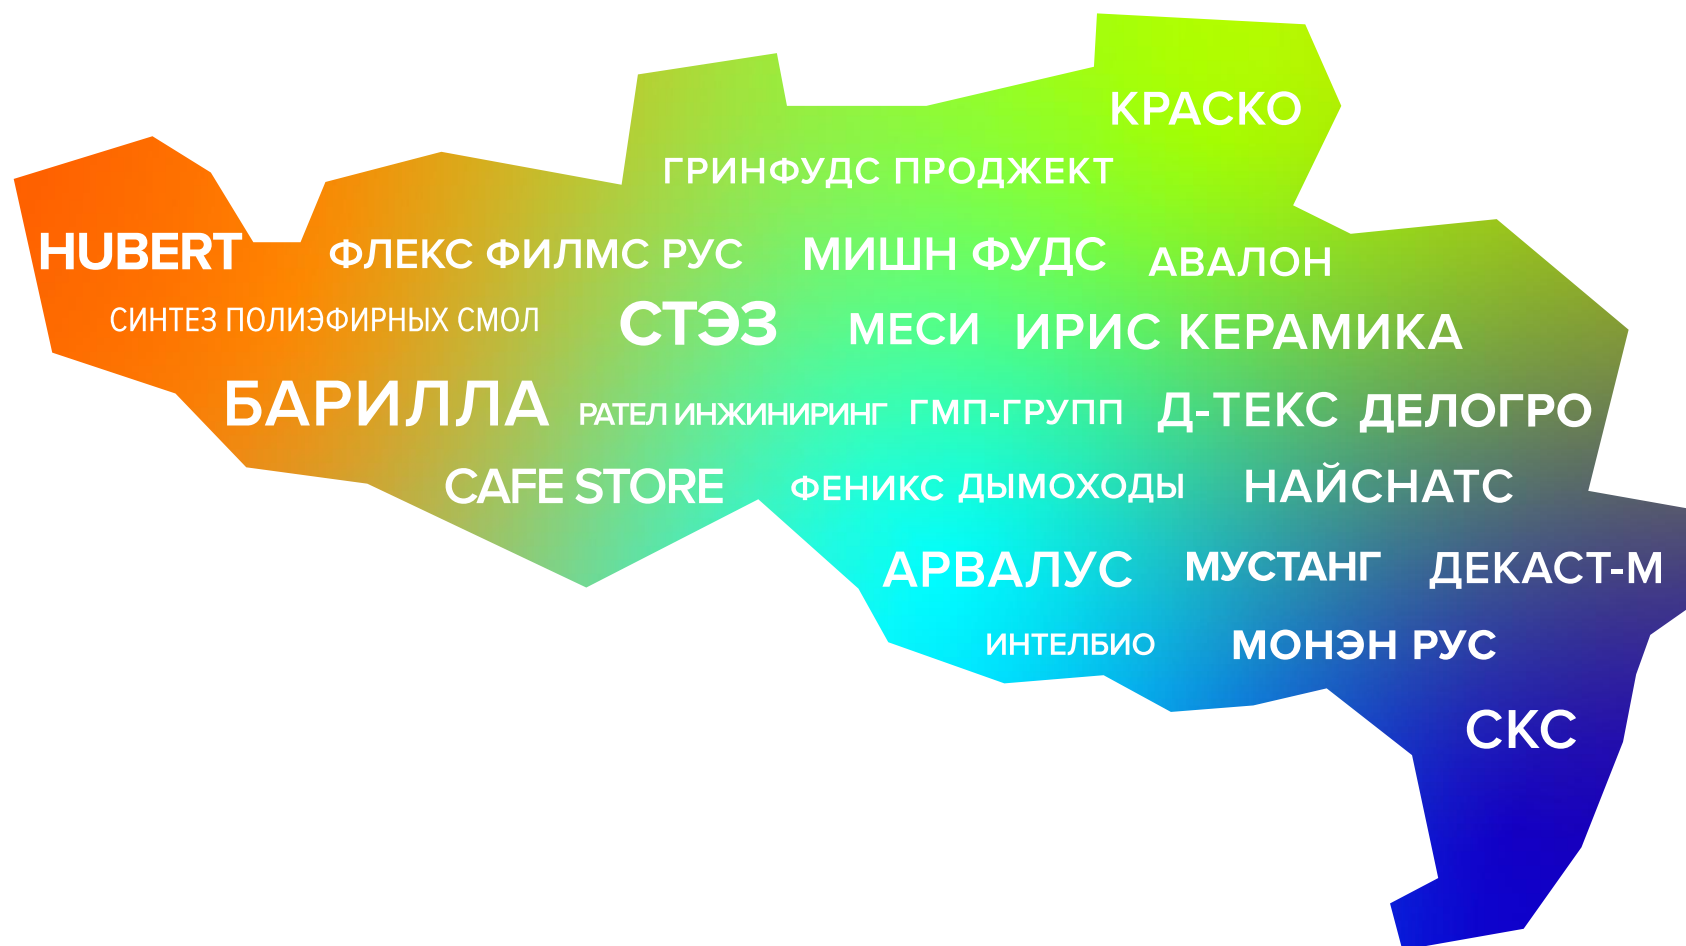 КРАСКО
ГРИНФУДС ПРОДЖЕКТ
HUBERT ФЛЕКС ФИЛМС РУС МИШН ФУДС АВАЛОН
СИНТЕЗ ПОЛИЭФИРНЫХ СМОЛ СТЭЗ МЕСИ ИРИС КЕРАМИКА
БАРИЛЛА РАТЕЛ ИНЖИНИРИНГ ГМП-ГРУПП Д-ТЕКС ДЕЛОГРО
CAFE STORE ФЕНИКС ДЫМОХОДЫ НАЙСНАТС
АРВАЛУС МУСТАНГ ДЕКАСТ-М
ИНТЕЛБИО МОНЭН РУС
СКС